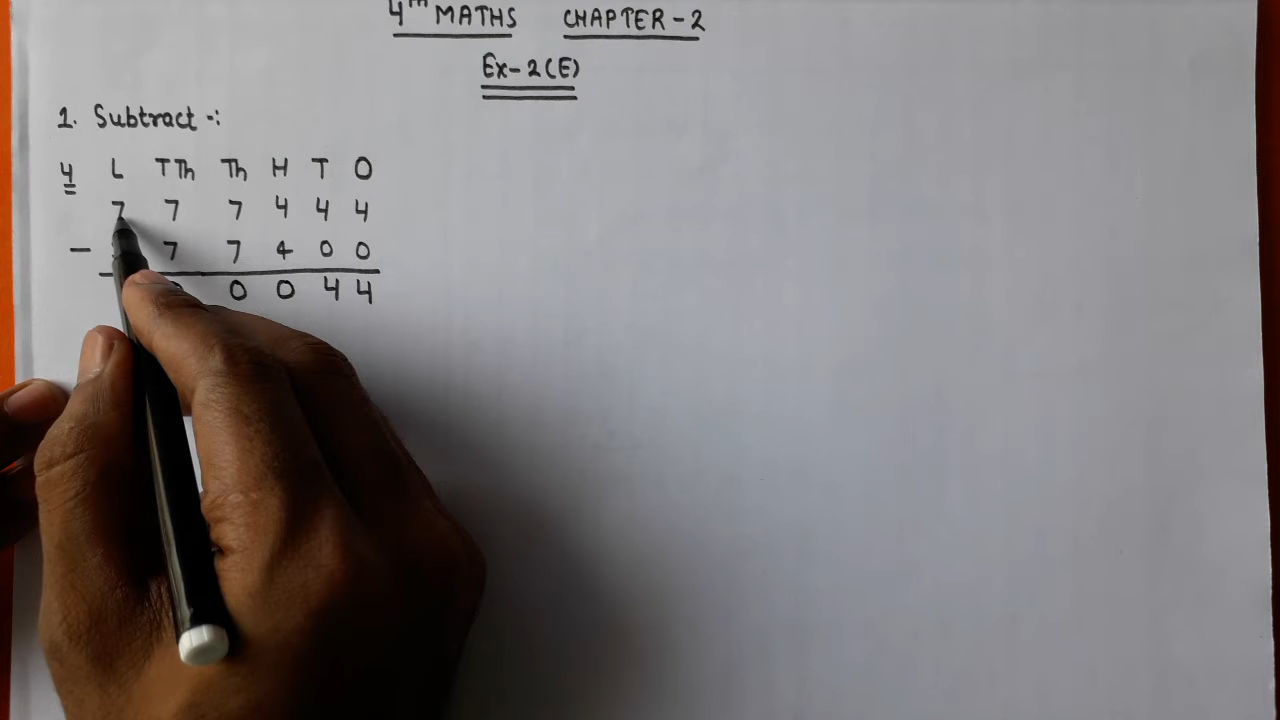 4th MATHS CHAPTER-2
Ex-2(E)
1. Subtract -:
4 L T Th Th H T O
7 7 7 4 4 4
- 7 7 4 0 0
0 0 4 4